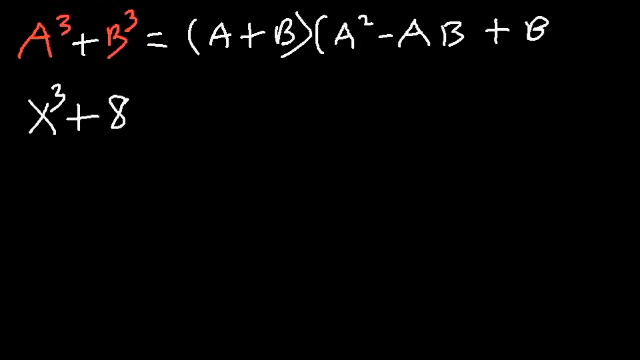 A³ + B³ = (A + B)(A² - AB + B
x³ + 8